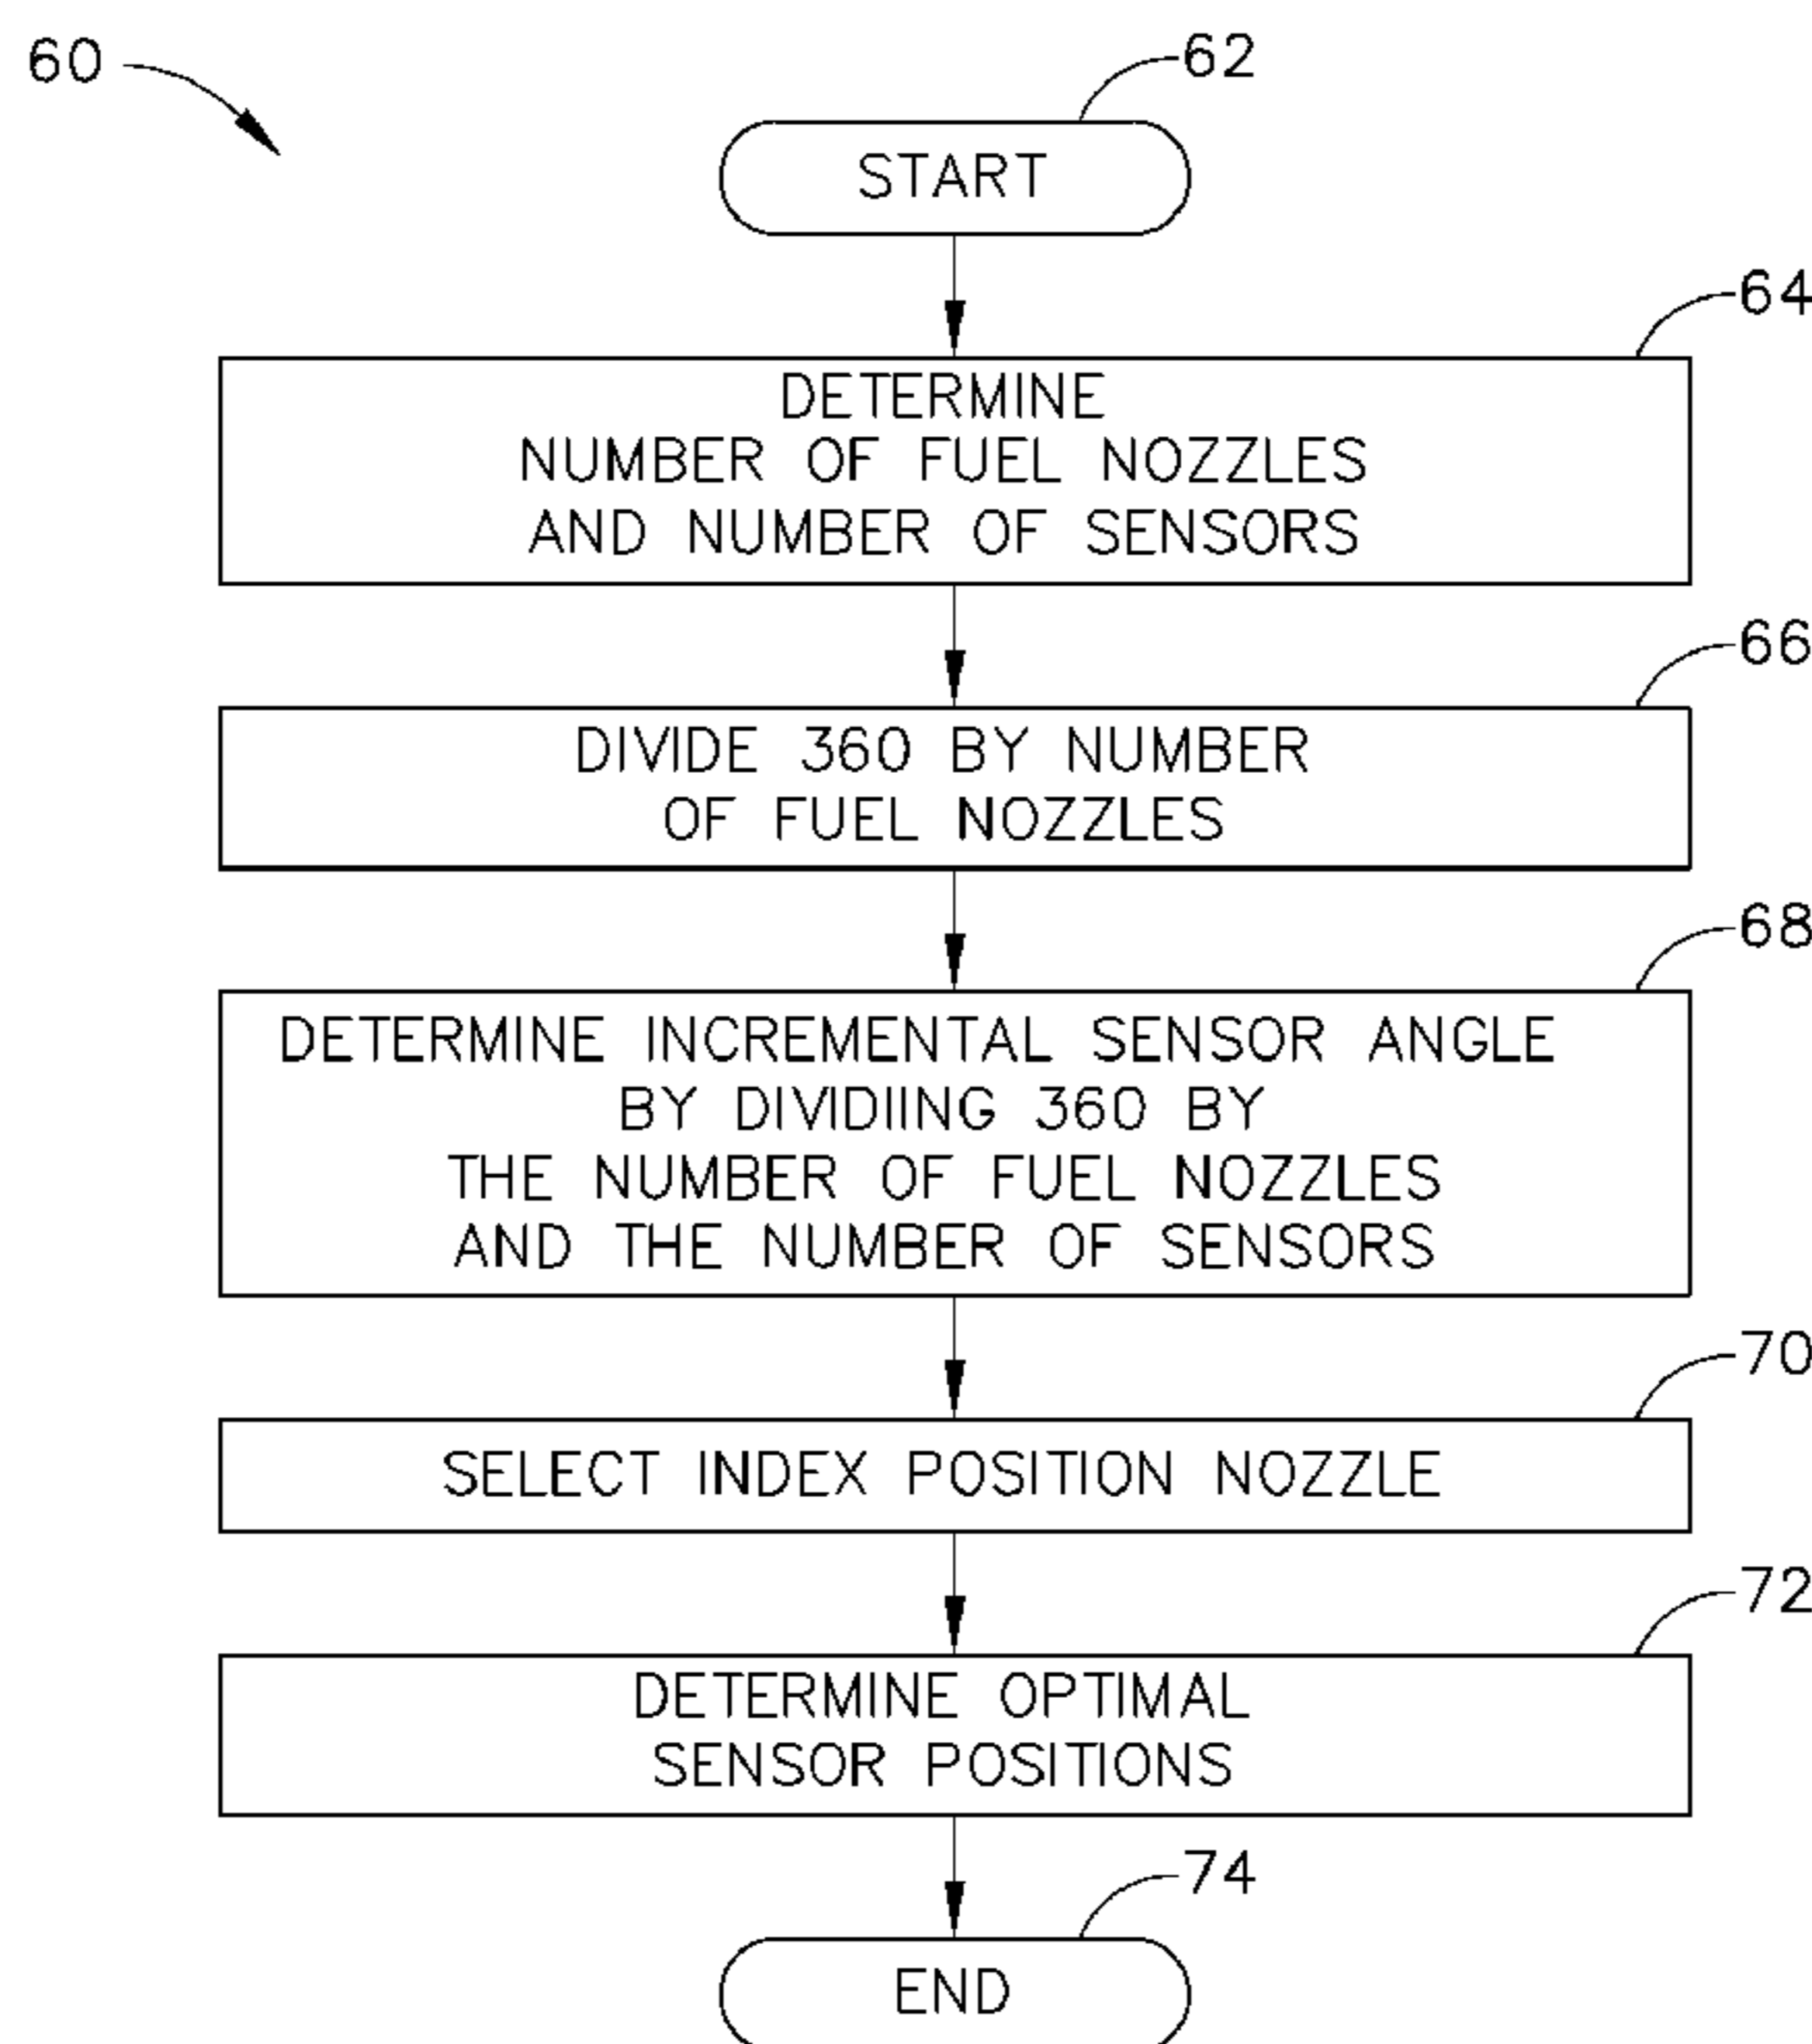 60
62
START
64
DETERMINE
NUMBER OF FUEL NOZZLES
AND NUMBER OF SENSORS
66
DIVIDE 360 BY NUMBER
OF FUEL NOZZLES
68
DETERMINE INCREMENTAL SENSOR ANGLE
BY DIVIDIING 360 BY
THE NUMBER OF FUEL NOZZLES
AND THE NUMBER OF SENSORS
70
SELECT INDEX POSITION NOZZLE
72
DETERMINE OPTIMAL
SENSOR POSITIONS
74
END